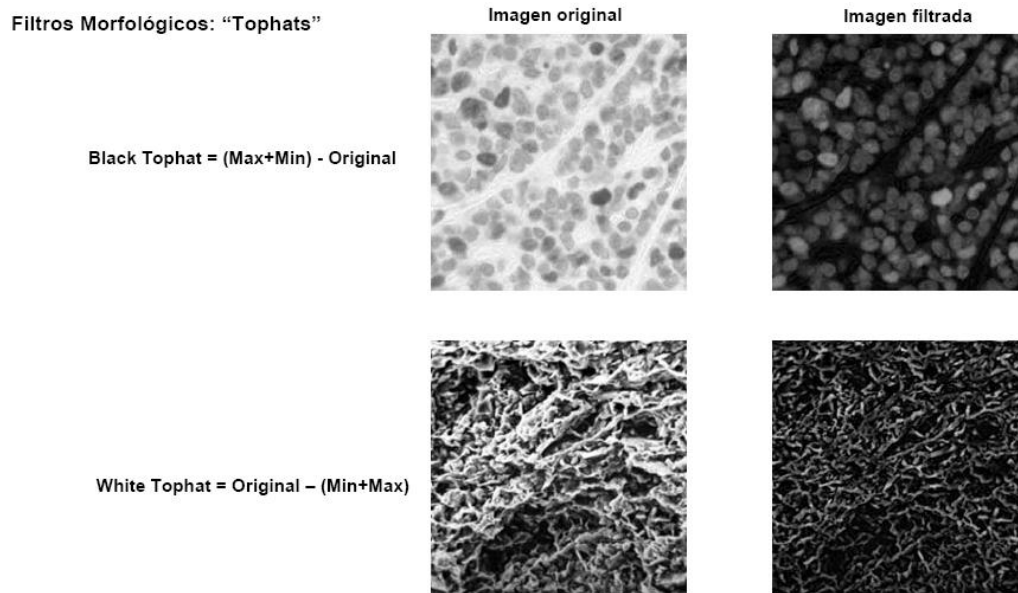 Filtros Morfológicos: “Tophats”
Imagen original
Imagen filtrada
Black Tophat = (Max+Min) - Original
White Tophat = Original – (Min+Max)